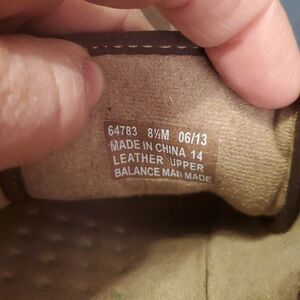 64783 8½M 06/13
MADE IN CHINA 14
LEATHER UPPER
BALANCE MAN MADE